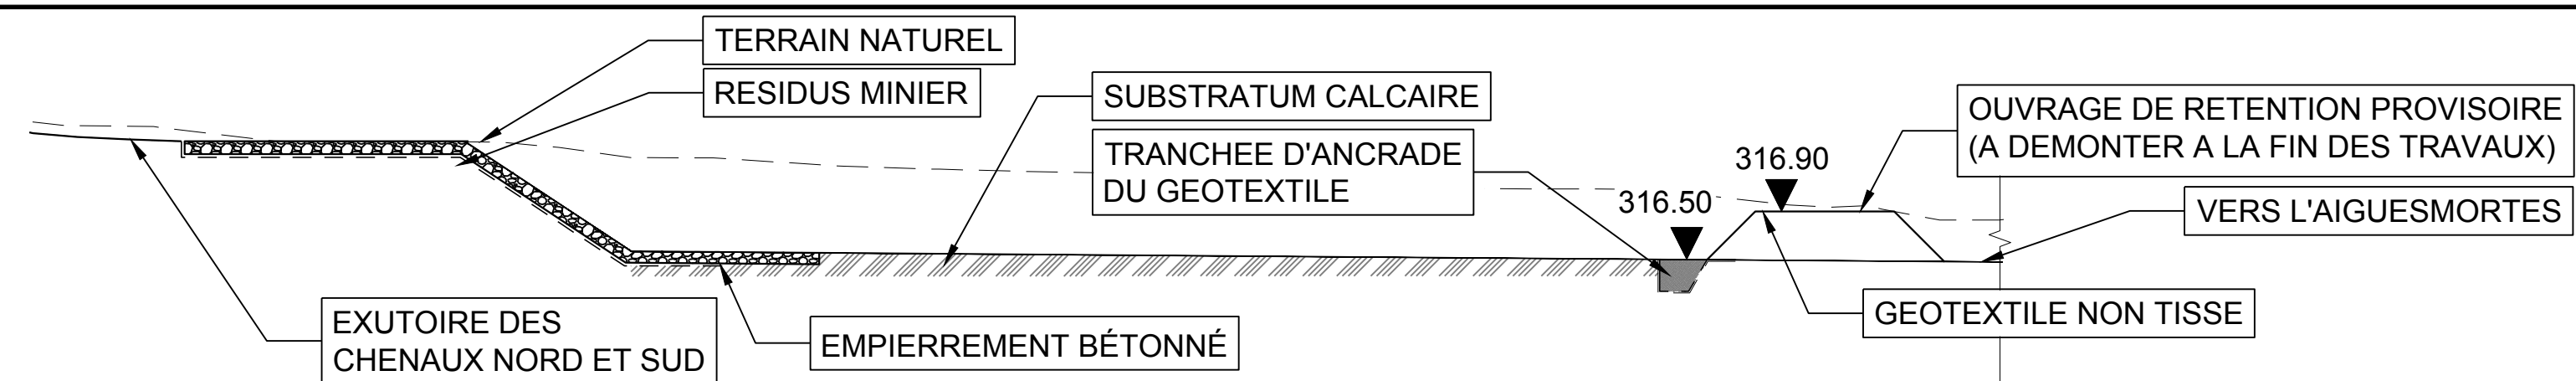 TERRAIN NATUREL
RESIDUS MINIER
SUBSTRATUM CALCAIRE
TRANCHEE D'ANCRADE
DU GEOTEXTILE
316.50
316.90
OUVRAGE DE RETENTION PROVISOIRE
(A DEMONTER A LA FIN DES TRAVAUX)
VERS L'AIGUESMORTES
EXUTOIRE DES
CHENAUX NORD ET SUD
EMPIERREMENT BÉTONNÉ
GEOTEXTILE NON TISSE